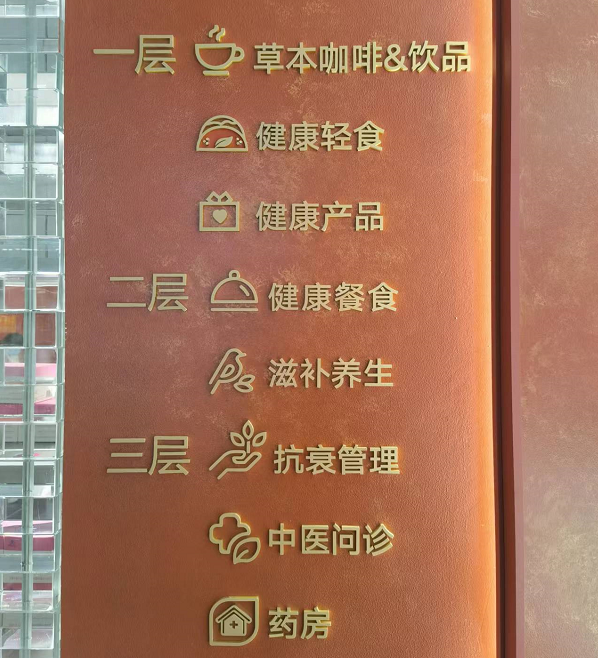 一层 草本咖啡&饮品
健康轻食
健康产品
二层 健康餐食
滋补养生
三层 抗衰管理
中医问诊
药房